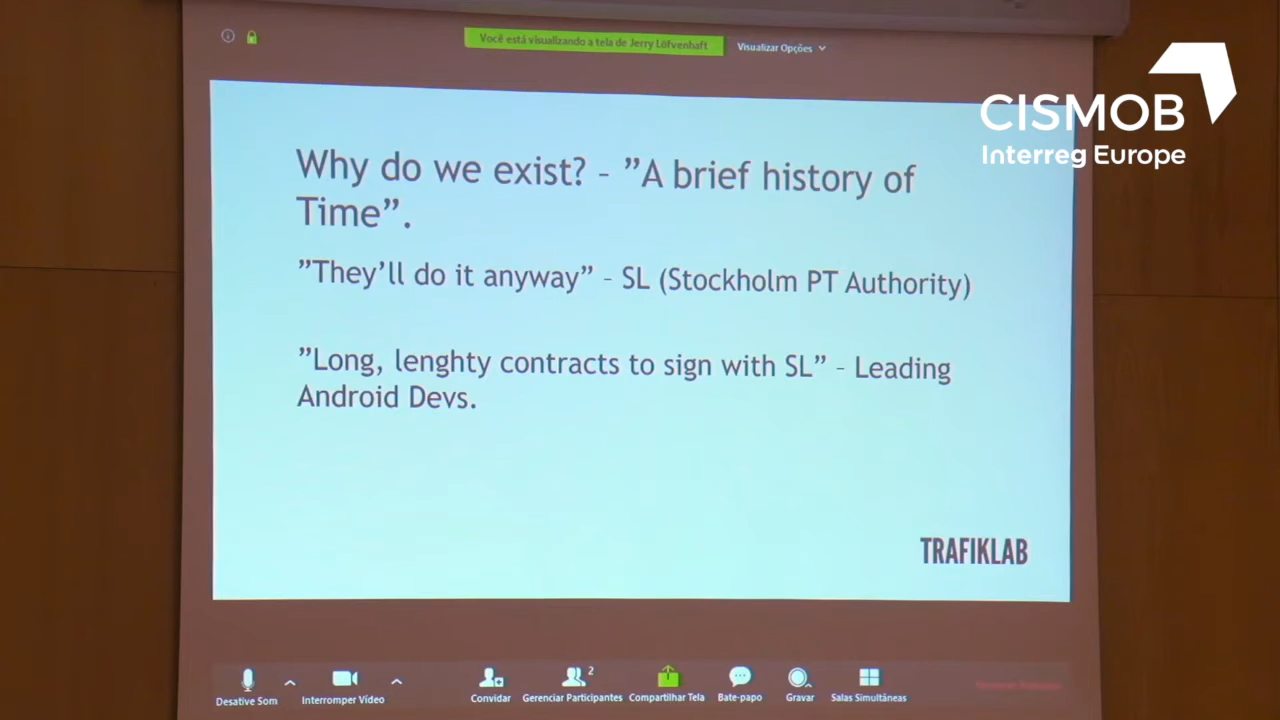 Você está visualizando a tela de Jerry Löfvenhaft
Visualizar Opções
CISMOB
Interreg Europe
Why do we exist? – ”A brief history of
Time”.
”They’ll do it anyway” – SL (Stockholm PT Authority)
”Long, lenghty contracts to sign with SL” – Leading
Android Devs.
TRAFIKLAB
Desative Som
Interromper Vídeo
Convidar
Gerenciar Participantes
2
Compartilhar Tela
Bate-papo
Gravar
Salas Simultâneas